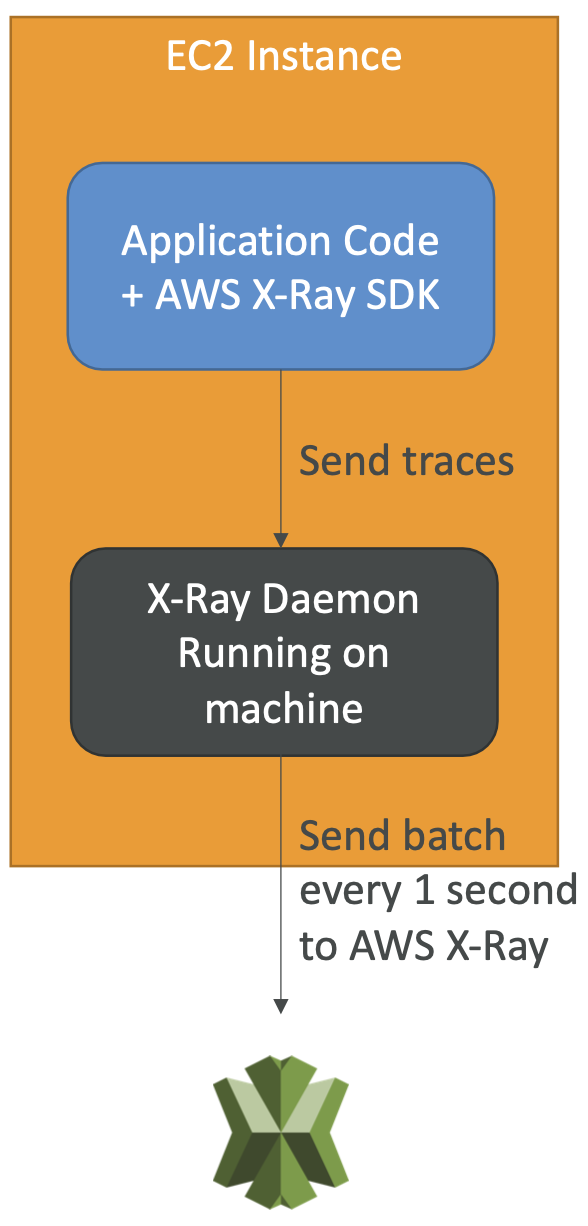 EC2 Instance
Application Code
+ AWS X-Ray SDK
Send traces
X-Ray Daemon
Running on
machine
Send batch
every 1 second
to AWS X-Ray